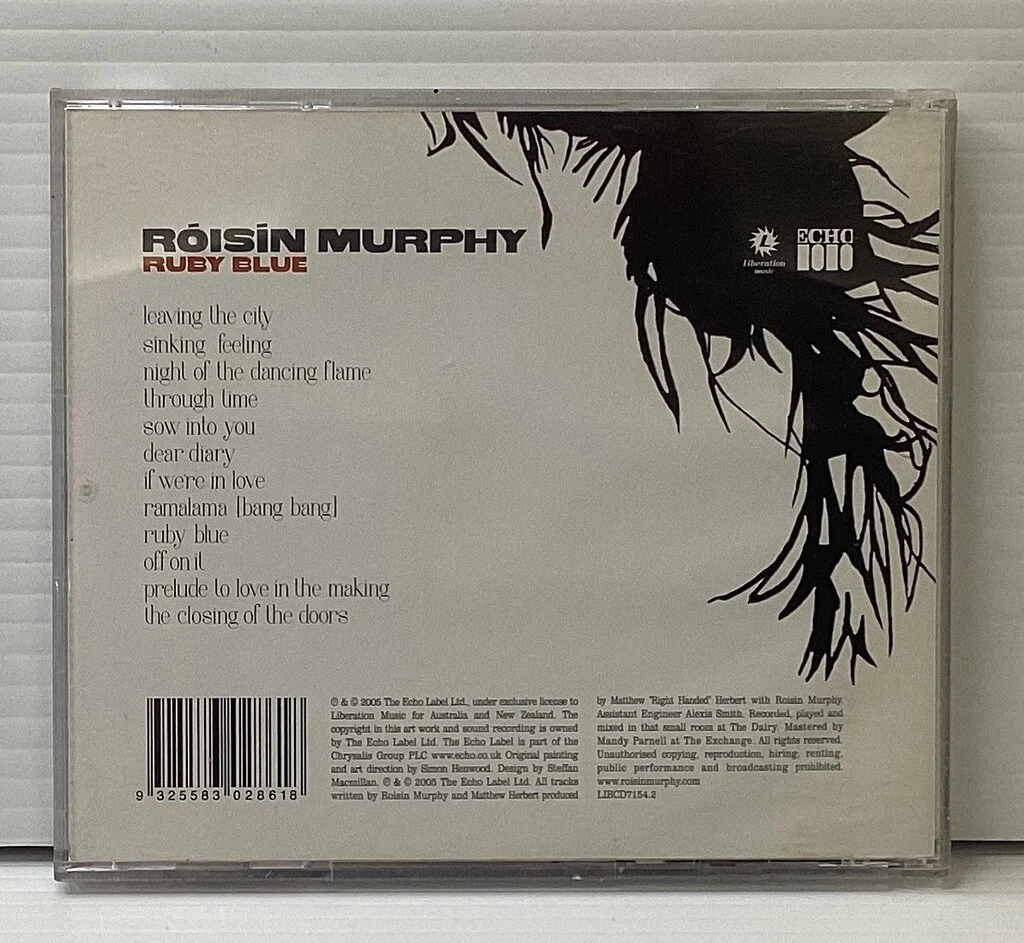 RÓISÍN MURPHY
RUBY BLUE
Liberation
music
ECHO
leaving the city
sinking feeling
night of the dancing flame
through time
sow into you
dear diary
if we're in love
ramalama [bang bang]
ruby blue
off on it
prelude to love in the making
the closing of the doors
9 325583 028618
℗ & © 2005 The Echo Label Ltd., under exclusive license to
Liberation Music for Australia and New Zealand. The
copyright in this art work and sound recording is owned
by The Echo Label Ltd. The Echo Label is part of the
Chrysalis Group PLC www.echo.co.uk Original painting
and art direction by Simon Henwood. Design by Steffan
Macmillan. ℗ & © 2005 The Echo Label Ltd. All tracks
written by Roisin Murphy and Matthew Herbert produced
by Matthew "Right Handed" Herbert with Roisin Murphy.
Assistant Engineer Alexis Smith. Recorded, played and
mixed in that small room at The Dairy. Mastered by
Mandy Parnell at The Exchange. All rights reserved.
Unauthorised copying, reproduction, hiring, renting,
public performance and broadcasting prohibited.
www.roisinmurphy.com
LIBCD7154.2